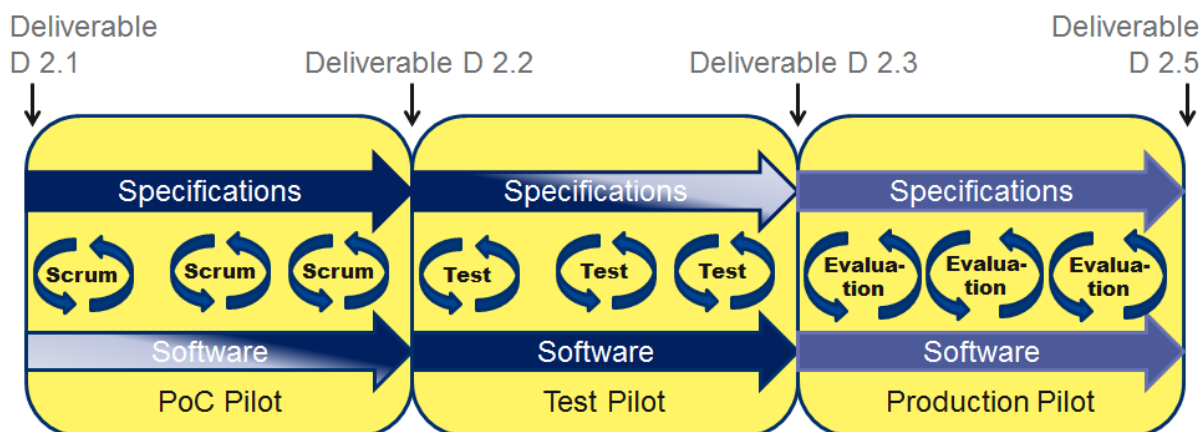 Deliverable
D 2.1
Deliverable D 2.2
Deliverable D 2.3
Deliverable
D 2.5
Specifications
Specifications
Specifications
Scrum
Scrum
Scrum
Test
Test
Test
Evalua-
tion
Evalua-
tion
Evalua-
tion
Software
Software
Software
PoC Pilot
Test Pilot
Production Pilot